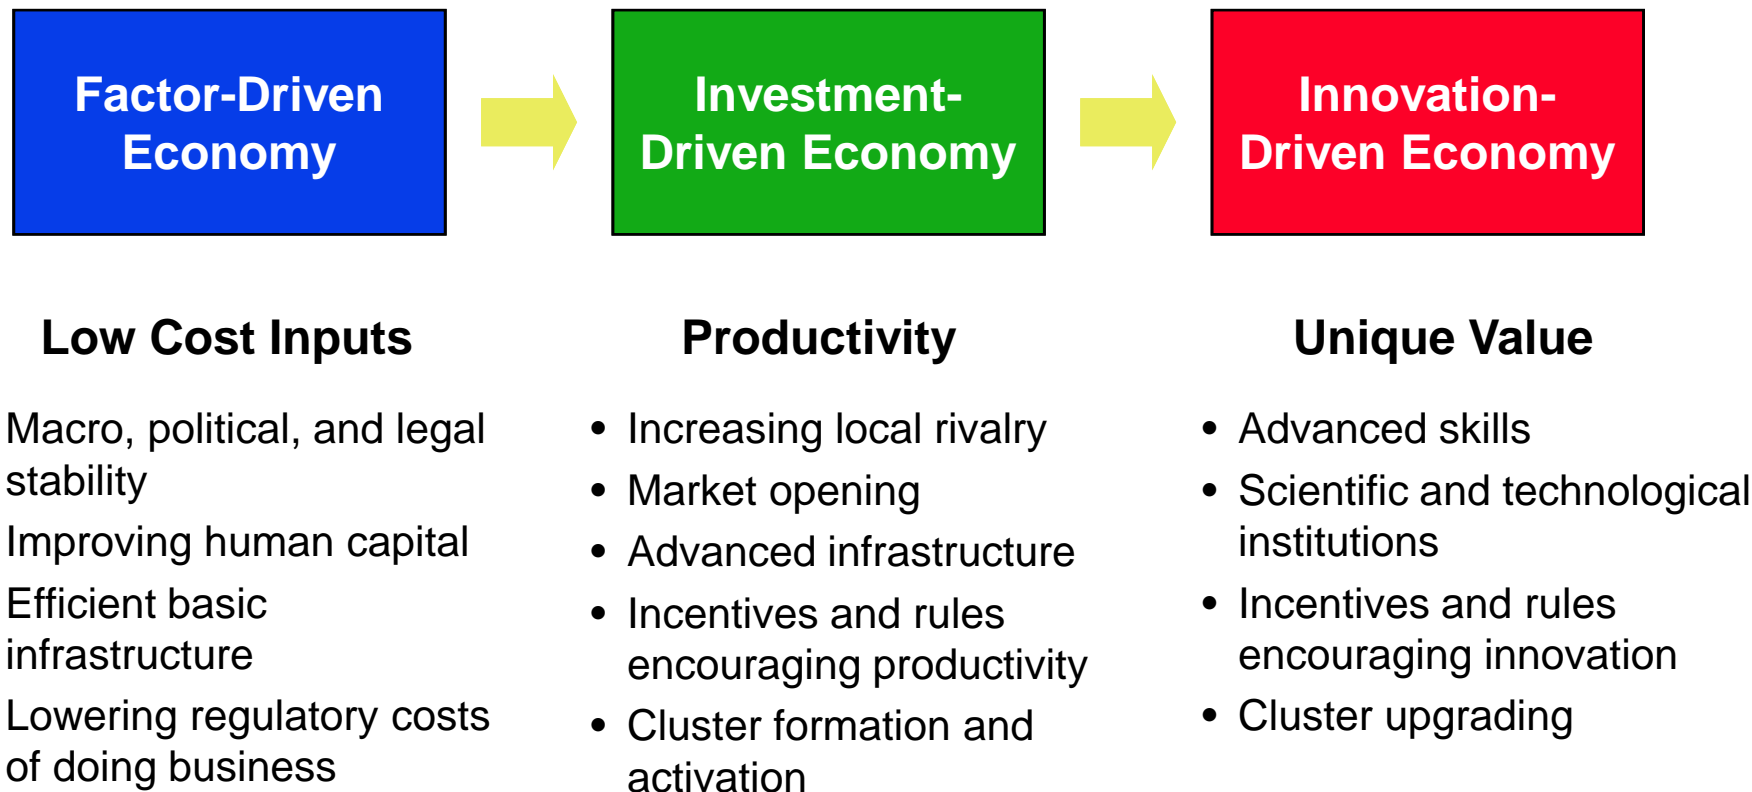 Factor-Driven
Economy
Investment-
Driven Economy
Innovation-
Driven Economy
Low Cost Inputs
Macro, political, and legal
stability
Improving human capital
Efficient basic
infrastructure
Lowering regulatory costs
of doing business
Productivity
• Increasing local rivalry
• Market opening
• Advanced infrastructure
• Incentives and rules
encouraging productivity
• Cluster formation and
activation
Unique Value
• Advanced skills
• Scientific and technological
institutions
• Incentives and rules
encouraging innovation
• Cluster upgrading